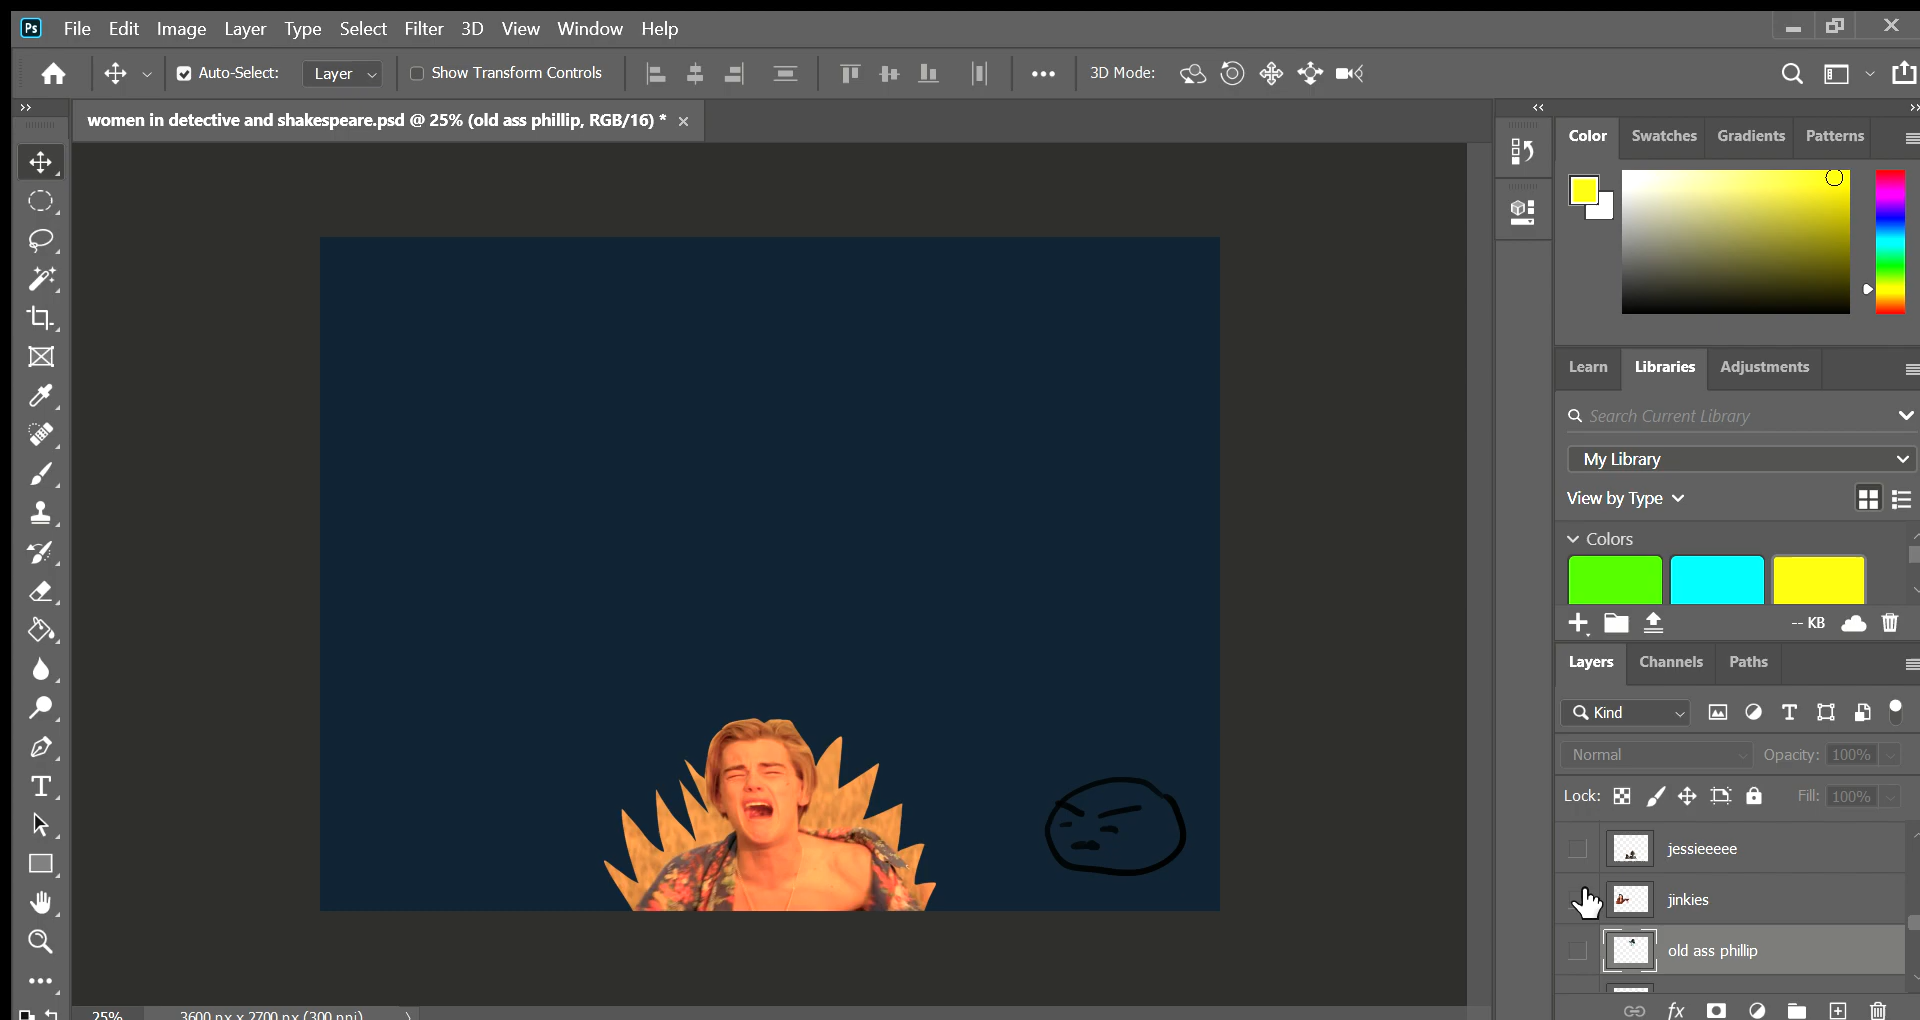 Ps File Edit Image Layer Type Select Filter 3D View Window Help
Auto-Select: Layer Show Transform Controls 3D Mode:
women in detective and shakespeare.psd @ 25% (old ass phillip, RGB/16) *
Color Swatches Gradients Patterns
Learn Libraries Adjustments
Search Current Library
My Library
View by Type
Colors
-- KB
Layers Channels Paths
Kind
Normal Opacity: 100%
Lock: Fill: 100%
jessieeeee
jinkies
old ass phillip
fx
25% 3600 px x 2700 px (300 ppi)